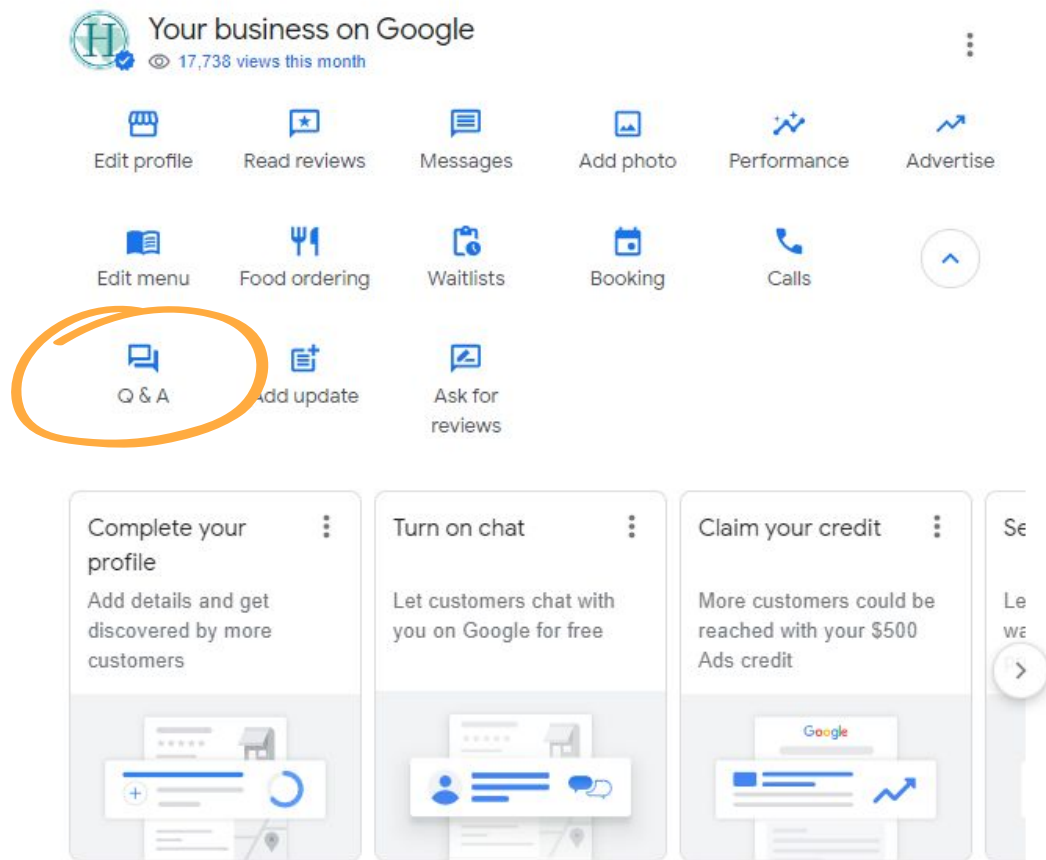 H
Your business on Google
17,738 views this month
Edit profile
Read reviews
Messages
Add photo
Performance
Advertise
Edit menu
Food ordering
Waitlists
Booking
Calls
Q & A
Add update
Ask for
reviews
Complete your
profile
Add details and get
discovered by more
customers
Turn on chat
Let customers chat with
you on Google for free
Claim your credit
More customers could be
reached with your $500
Ads credit
Google